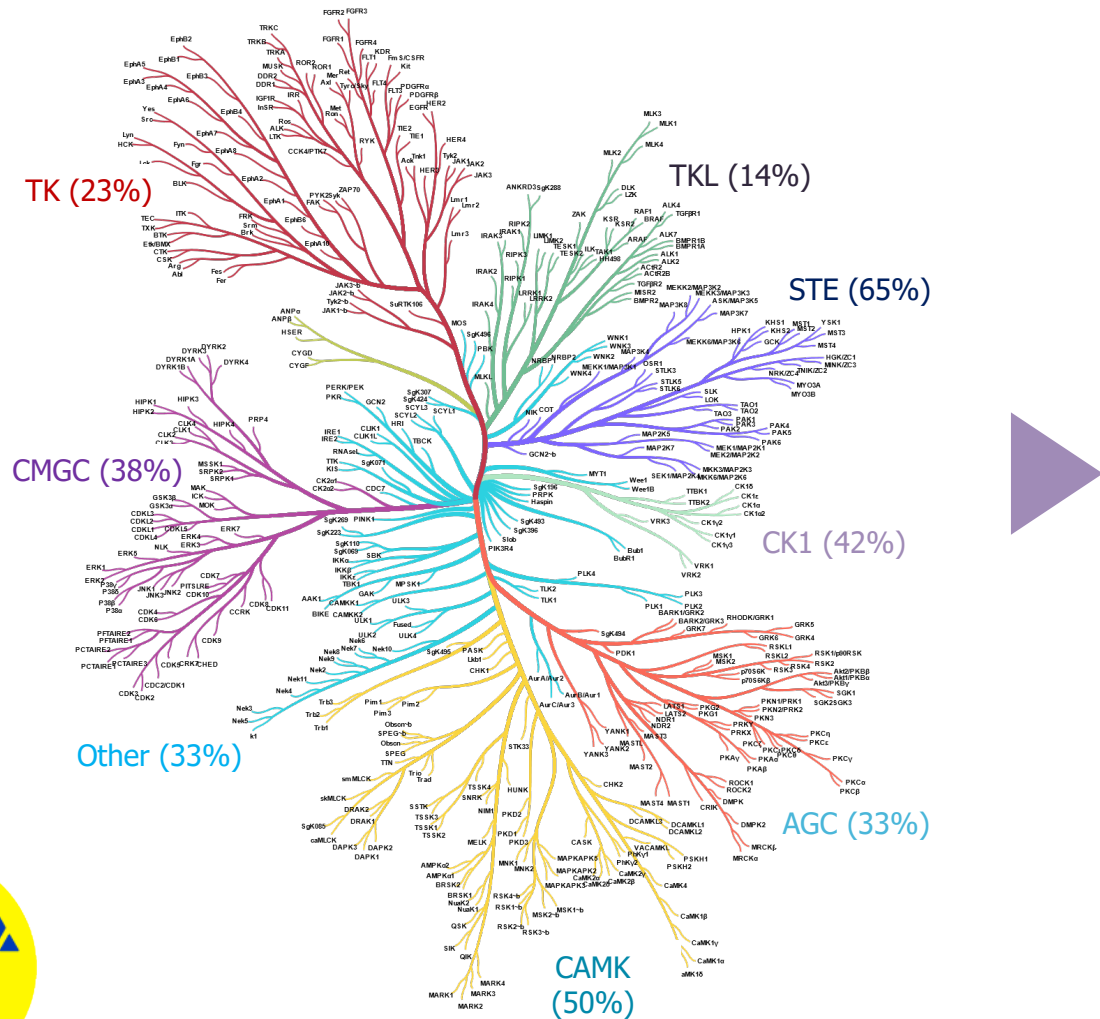 TK (23%)
TKL (14%)
STE (65%)
CK1 (42%)
AGC (33%)
CAMK
(50%)
Other (33%)
CMGC (38%)
EphB2
EphB1
EphA5
EphA3
EphA4
EphA6
EphB3
EphB4
Yes
Src
Lyn
HCK
Fyn
Fgr
BLK
EphA7
EphA8
EphA2
EphA1
EphB6
EphA10
ITK
TEC
TXK
BTK
Etk/BMX
CTK
CSK
Arg
Abl
Fes
Fer
FRK
Srm
Brk
PYK2
Syk
FAK
ZAP70
TRKC
TRKB
TRKA
MUSK
DDR2
DDR1
ROR2
ROR1
IGF1R
InSR
IRR
Ros
ALK
LTK
CCK4/PTK7
Met
Ron
RYK
Mer
Axl
Ret
Tyro/Sky
FGFR2
FGFR3
FGFR1
FGFR4
KDR
FLT1
FmS/CSFR
Kit
FLT4
FLT3
PDGFRα
PDGFRβ
EGFR
HER2
HER4
HER3
TIE2
TIE1
Ack
Tnk1
Tyk2
JAK1
JAK2
JAK3
Lmr1
Lmr2
Lmr3
JAK3~b
JAK2~b
Tyk2~b
JAK1~b
SuRTK106
ANPα
ANPβ
HSER
CYGD
CYGF
MOS
SgK496
PBK
MLKL
MLK3
MLK1
MLK4
MLK2
ANKRD3
SgK288
DLK
LZK
ZAK
RIPK2
IRAK1
IRAK3
IRAK2
IRAK4
RIPK3
RIPK1
LIMK1
LIMK2
TESK1
TESK2
LRRK1
LRRK2
ILK
TAK1
HH498
KSR
KSR2
RAF1
BRAF
ARAF
ALK4
TGFβR1
ALK7
BMPR1B
BMPR1A
ALK1
ALK2
ACtR2
ACtR2B
TGFβR2
MISR2
BMPR2
MEKK2/MAP3K2
MEKK3/MAP3K3
ASK/MAP3K5
MAP3K8
MAP3K7
MEKK6/MAP3K6
MAP3K4
MEKK1/MAP3K1
WNK1
WNK3
WNK2
WNK4
NRBP1
NRBP2
OSR1
STLK3
STLK5
STLK6
HPK1
KHS1
KHS2
GCK
MST1
MST2
YSK1
MST3
MST4
HGK/ZC1
MINK/ZC3
TNIK/ZC2
NRK/ZC4
MYO3A
MYO3B
SLK
LOK
TAO1
TAO2
TAO3
PAK1
PAK3
PAK2
PAK4
PAK5
PAK6
MAP2K5
MAP2K7
MEK1/MAP2K1
MEK2/MAP2K2
MKK3/MAP2K3
MKK6/MAP2K6
SEK1/MAP2K4
NIK
COT
GCN2~b
MYT1
Wee1
Wee1B
SgK196
PRPK
Haspin
SgK493
SgK396
Slob
PIK3R4
Bub1
BubR1
TTBK1
TTBK2
CK1δ
CK1ε
CK1α
CK1α2
CK1γ2
CK1γ1
CK1γ3
VRK3
VRK1
VRK2
PLK4
PLK3
PLK1
PLK2
TLK2
TLK1
DYRK2
DYRK3
DYRK1A
DYRK1B
DYRK4
HIPK1
HIPK2
HIPK3
HIPK4
PRP4
CLK4
CLK1
CLK2
MSSK1
SRPK2
SRPK1
MAK
ICK
MOK
GSK3β
GSK3α
CDKL3
CDKL2
CDKL1
CDKL4
CDKL5
ERK7
ERK4
ERK3
NLK
ERK5
ERK1
ERK2
P38γ
P38δ
P38β
P38α
JNK1
JNK3
JNK2
CDK7
PITSLRE
CDK10
CDK4
CDK6
CCRK
CDK8
CDK11
PFTAIRE2
PFTAIRE1
PCTAIRE2
PCTAIRE1
PCTAIRE3
CDK5
CRK7
CHED
CDK9
CDC2/CDK1
CDK3
CDK2
PERK/PEK
PKR
GCN2
SgK307
SgK424
SCYL3
SCYL2
SCYL1
HRI
CLIK1
CLIK1L
IRE1
IRE2
RNAseL
TBCK
TTK
KIS
SgK071
CK2α1
CK2α2
CDC7
SgK269
PINK1
SgK223
SgK110
SgK069
SBK
IKKα
IKKβ
IKKε
TBK1
MPSK1
GAK
AAK1
CAMKK1
BIKE
CAMKK2
ULK3
ULK1
Fused
ULK2
ULK4
Nek6
Nek7
Nek10
Nek8
Nek9
Nek2
Nek11
Nek4
Nek3
Nek5
k1
SgK495
PASK
Lkb1
CHK1
Trb3
Trb2
Trb1
Pim1
Pim2
Pim3
Obscn~b
SPEG~b
Obscn
SPEG
TTN
smMLCK
skMLCK
SgK085
caMLCK
DRAK2
DRAK1
DAPK3
DAPK2
DAPK1
Trio
Trad
STK33
TSSK4
SSTK
SNRK
TSSK3
TSSK1
TSSK2
HUNK
NIM1
MELK
AMPKα2
AMPKα1
BRSK2
BRSK1
NuaK2
NuaK1
QSK
SIK
QIK
MARK4
MARK1
MARK3
MARK2
PKD2
PKD1
PKD3
MNK1
MNK2
CASK
MAPKAPK5
MAPKAPK2
MAPKAPK3
RSK4~b
RSK1~b
RSK2~b
RSK3~b
MSK2~b
MSK1~b
CHK2
DCAMKL3
DCAMKL1
DCAMKL2
VACAMKL
PhKγ1
PhKγ2
PSKH1
PSKH2
CaMK2γ
CaMK2α
CaMK2β
CaMK2δ
CaMK4
CaMK1β
CaMK1γ
CaMK1α
aMK1δ
AurA/Aur2
AurB/Aur1
AurC/Aur3
SgK494
PDK1
BARK1/GRK2
BARK2/GRK3
RHODK/GRK1
GRK5
GRK7
GRK6
GRK4
RSKL1
RSKL2
RSK1/p90RSK
RSK4
RSK2
RSK3
MSK1
MSK2
p70S6K
p70S6Kβ
Akt2/PKBβ
Akt1/PKBα
Akt3/PKBγ
SGK1
SGK2
SGK3
PKN1/PRK1
PKN2/PRK2
PKN3
LATS1
LATS2
NDR1
NDR2
PKG2
PKG1
PRKY
PRKX
PKCζ
PKCι
PKCδ
PKCθ
PKCη
PKCε
PKCγ
PKCα
PKCβ
PKAγ
PKAα
PKAβ
YANK1
YANK2
YANK3
MASTL
MAST3
MAST2
MAST4
MAST1
ROCK1
ROCK2
CRIK
DMPK
DMPK2
MRCKβ
MRCKα